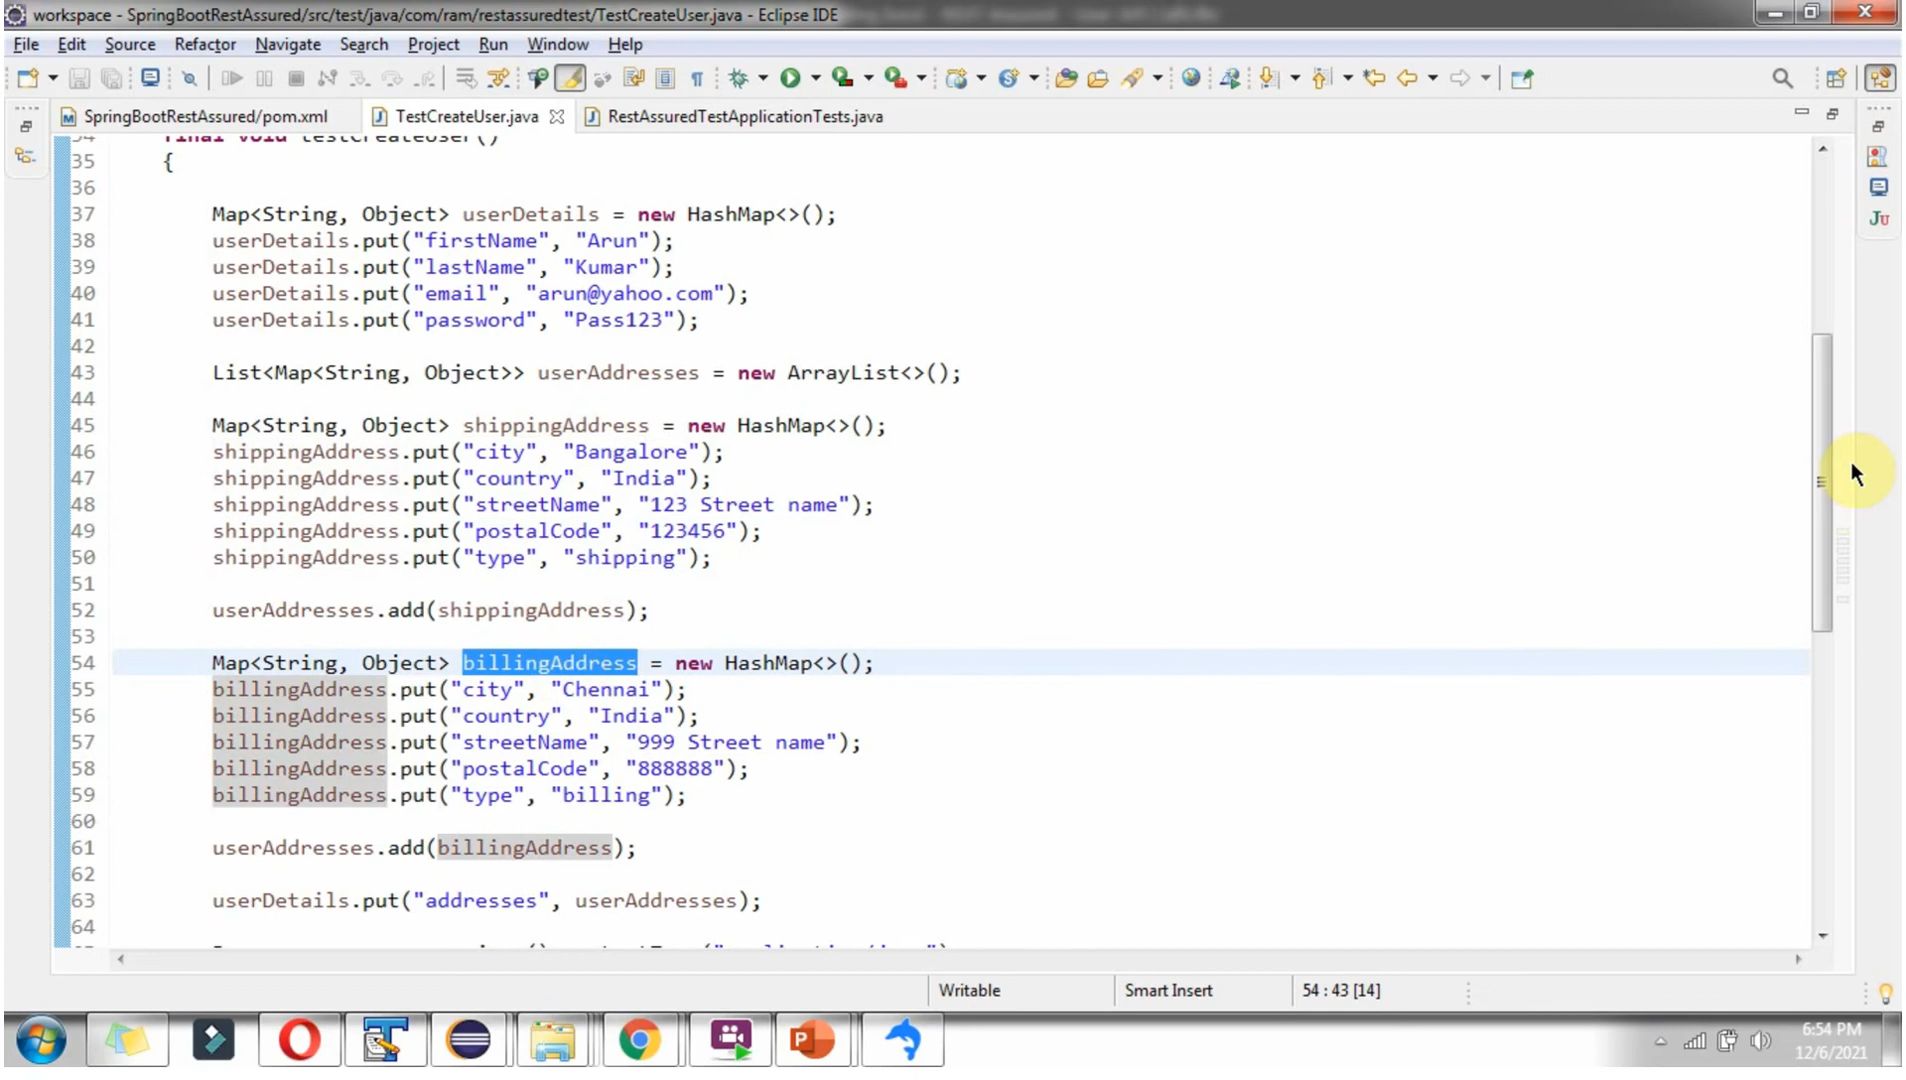 workspace - SpringBootRestAssured/src/test/java/com/ram/restassuredtest/TestCreateUser.java - Eclipse IDE
File Edit Source Refactor Navigate Search Project Run Window Help
SpringBootRestAssured/pom.xml TestCreateUser.java RestAssuredTestApplicationTests.java
34 final void testCreateUser()
35 {
36
37 Map<String, Object> userDetails = new HashMap<>();
38 userDetails.put("firstName", "Arun");
39 userDetails.put("lastName", "Kumar");
40 userDetails.put("email", "arun@yahoo.com");
41 userDetails.put("password", "Pass123");
42
43 List<Map<String, Object>> userAddresses = new ArrayList<>();
44
45 Map<String, Object> shippingAddress = new HashMap<>();
46 shippingAddress.put("city", "Bangalore");
47 shippingAddress.put("country", "India");
48 shippingAddress.put("streetName", "123 Street name");
49 shippingAddress.put("postalCode", "123456");
50 shippingAddress.put("type", "shipping");
51
52 userAddresses.add(shippingAddress);
53
54 Map<String, Object> billingAddress = new HashMap<>();
55 billingAddress.put("city", "Chennai");
56 billingAddress.put("country", "India");
57 billingAddress.put("streetName", "999 Street name");
58 billingAddress.put("postalCode", "888888");
59 billingAddress.put("type", "billing");
60
61 userAddresses.add(billingAddress);
62
63 userDetails.put("addresses", userAddresses);
64
Writable Smart Insert 54 : 43 [14]
6:54 PM
12/6/2021